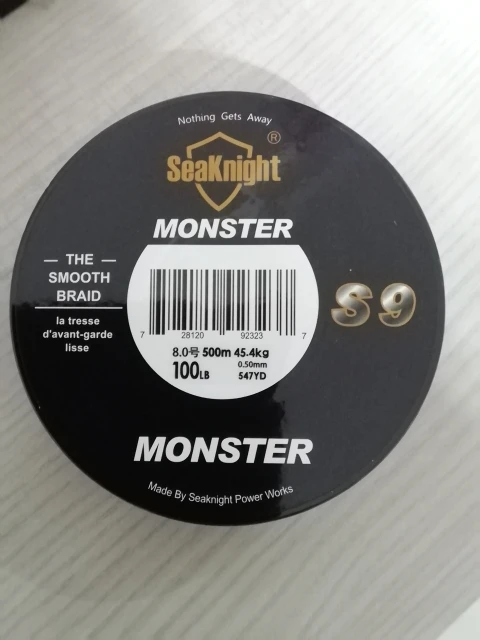 Nothing Gets Away
SeaKnight®
MONSTER
— THE —
SMOOTH
BRAID
la tresse
d'avant-garde
lisse
7 28120 92323 7
8.0号 500m 45.4kg
100LB 0.50mm
547YD
S9
MONSTER
Made By Seaknight Power Works